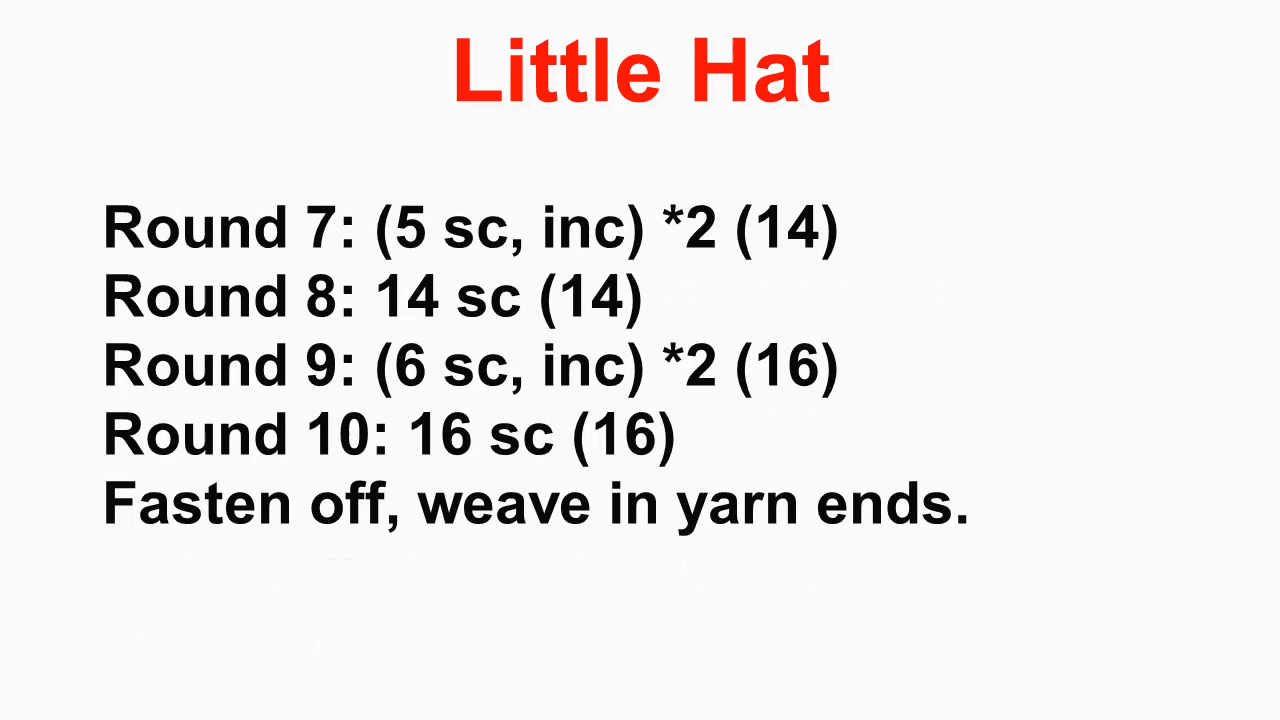 Little Hat
Round 7: (5 sc, inc) *2 (14)
Round 8: 14 sc (14)
Round 9: (6 sc, inc) *2 (16)
Round 10: 16 sc (16)
Fasten off, weave in yarn ends.